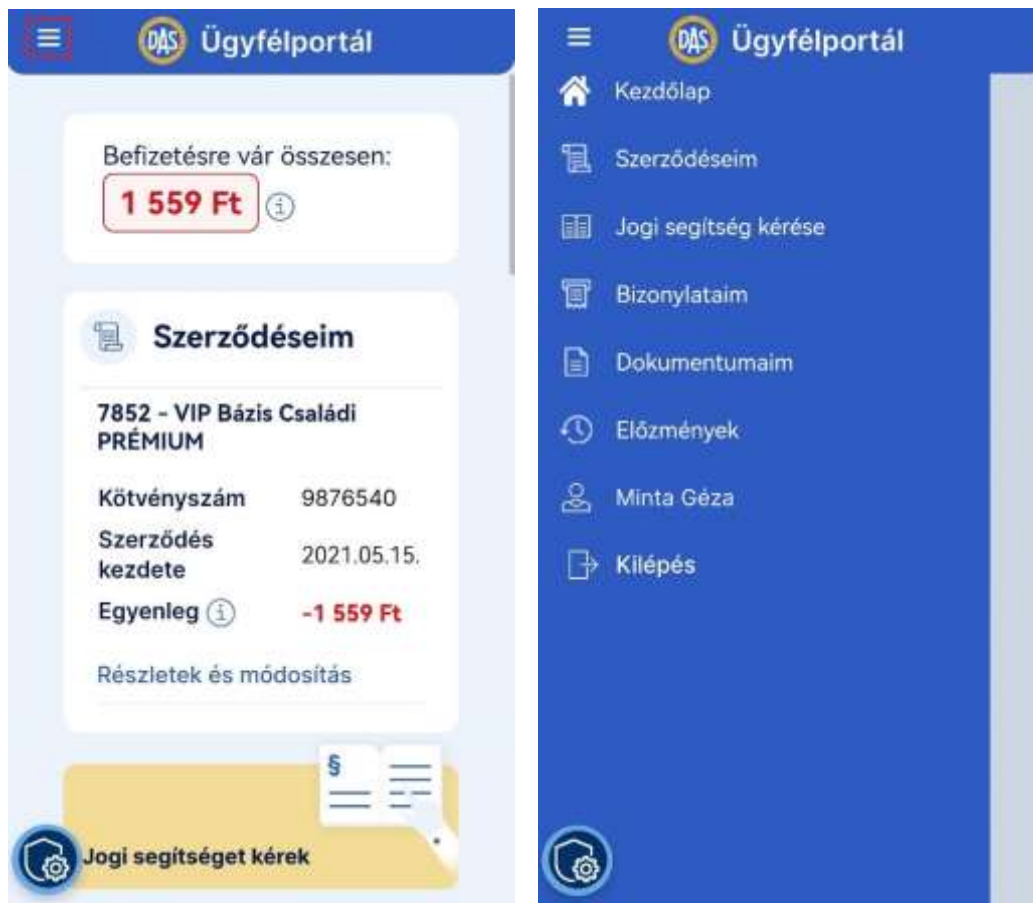 DAS Ügyfélportál
Befizetésre vár összesen:
1 559 Ft i
Szerződéseim
7852 - VIP Bázis Családi
PRÉMIUM
Kötvényszám 9876540
Szerződés
kezdete 2021.05.15.
Egyenleg i -1 559 Ft
Részletek és módosítás
§
Jogi segítséget kérek
DAS Ügyfélportál
Kezdőlap
Szerződéseim
Jogi segítség kérése
Bizonylataim
Dokumentumaim
Előzmények
Minta Géza
Kilépés